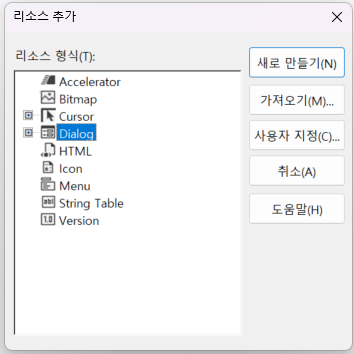 리소스 추가
리소스 형식(T):
Accelerator
Bitmap
Cursor
Dialog
HTML
Icon
Menu
String Table
Version
새로 만들기(N)
가져오기(M)...
사용자 지정(C)...
취소(A)
도움말(H)